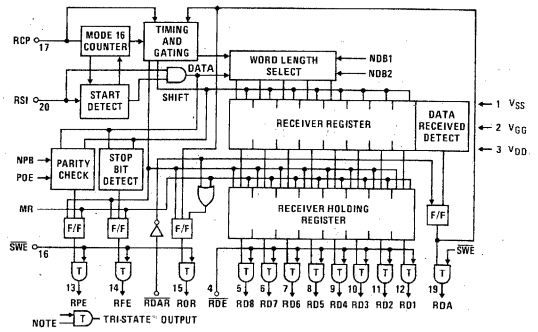 RCP
17
MODE 16
COUNTER
TIMING
AND
GATING
WORD LENGTH
SELECT
NDB1
NDB2
DATA
RSI
20
START
DETECT
SHIFT
RECEIVER REGISTER
DATA
RECEIVED
DETECT
1 VSS
2 VGG
3 VDD
NPB
POE
PARITY
CHECK
STOP
BIT
DETECT
MR
RECEIVER HOLDING
REGISTER
F/F F/F F/F F/F
SWE
16
SWE
T T T T T T T T T T T T
13 14 15 4 5 6 7 8 9 10 11 12 19
RPE RFE RDAR ROR RDE RD8 RD7 RD6 RD5 RD4 RD3 RD2 RD1 RDA
NOTE T TRI-STATE OUTPUT